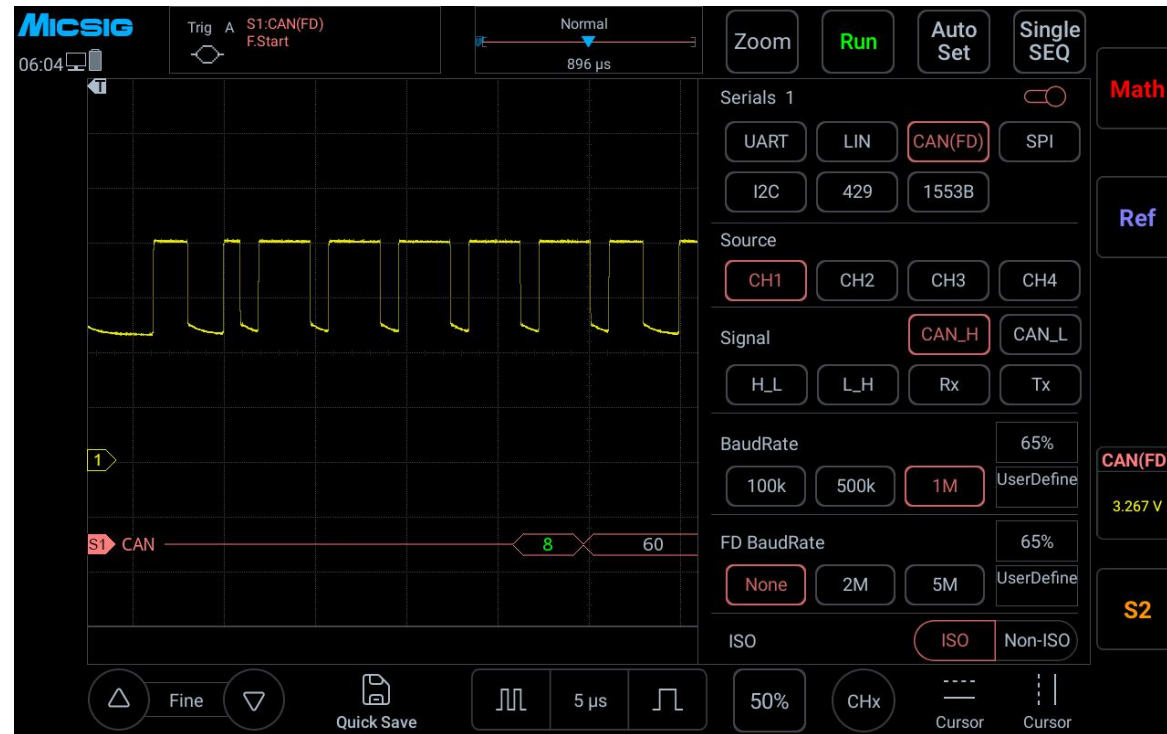 Micsig
06:04
Trig A S1:CAN(FD)
F.Start
Normal
896 µs
Zoom
Run
Auto
Set
Single
SEQ
Math
Ref
CAN(FD
3.267 V
S2
T
1
S1 CAN
8
60
Serials 1
UART
LIN
CAN(FD)
SPI
I2C
429
1553B
Source
CH1
CH2
CH3
CH4
Signal
CAN_H
CAN_L
H_L
L_H
Rx
Tx
BaudRate
65%
100k
500k
1M
UserDefine
FD BaudRate
65%
None
2M
5M
UserDefine
ISO
ISO
Non-ISO
Fine
Quick Save
5 µs
50%
CHx
Cursor
Cursor